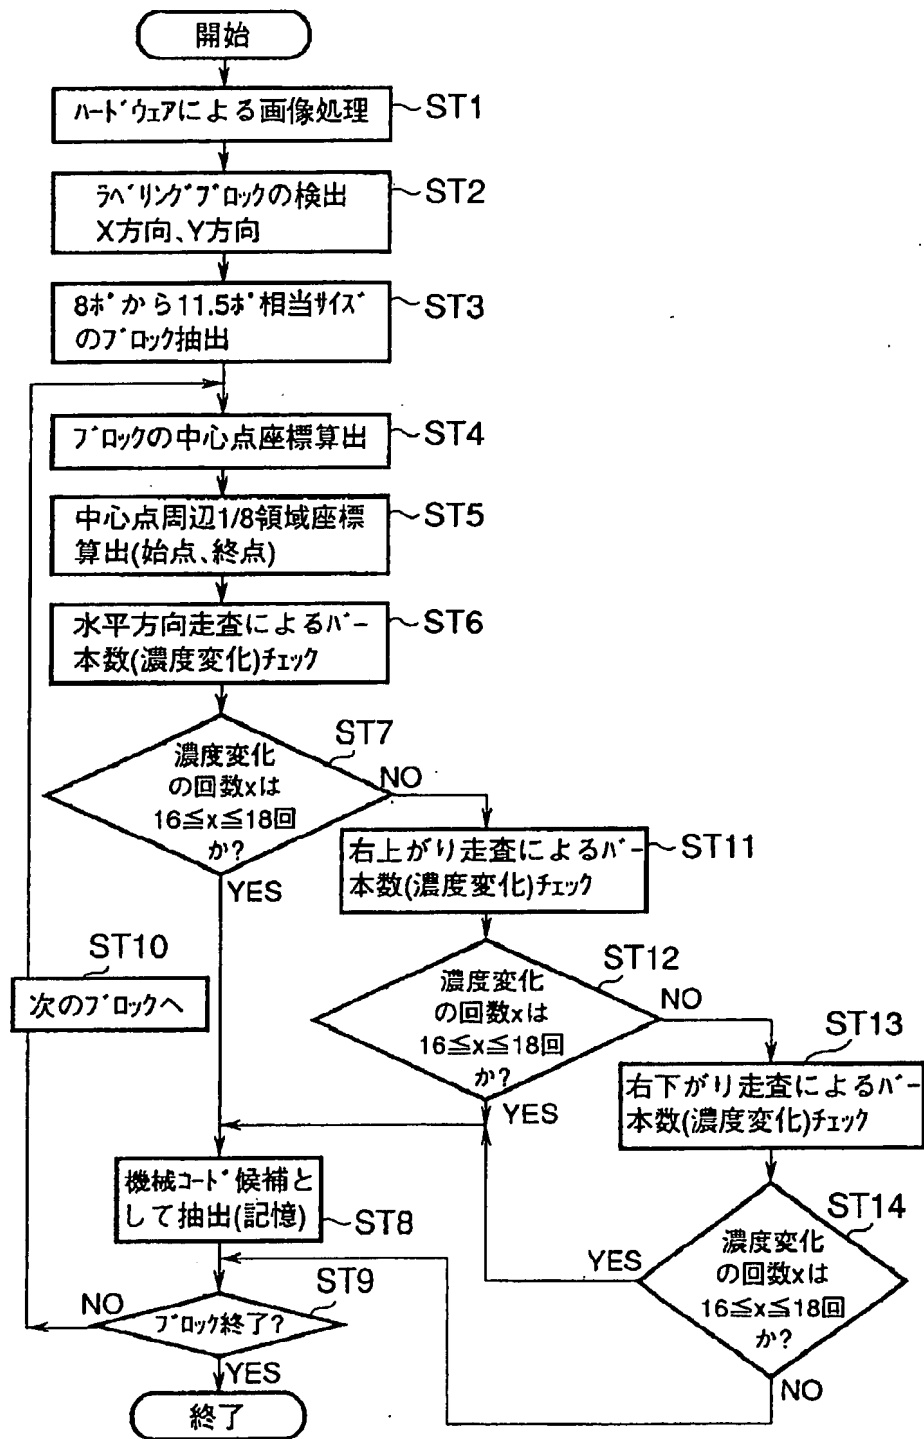 開始
ハードウェアによる画像処理
ST1
ラベリングブロックの検出
X方向、Y方向
ST2
8ポから11.5ポ相当サイズ
のブロック抽出
ST3
ブロックの中心点座標算出
ST4
中心点周辺1/8領域座標
算出(始点、終点)
ST5
水平方向走査によるバー
本数(濃度変化)チェック
ST6
濃度変化
の回数xは
16≦x≦18回
か?
ST7
NO
YES
右上がり走査によるバー
本数(濃度変化)チェック
ST11
ST10
次のブロックへ
濃度変化
の回数xは
16≦x≦18回
か?
ST12
NO
YES
ST13
右下がり走査によるバー
本数(濃度変化)チェック
機械コード候補と
して抽出(記憶)
ST8
ST14
濃度変化
の回数xは
16≦x≦18回
か?
YES
NO
ST9
ブロック終了?
NO
YES
終了